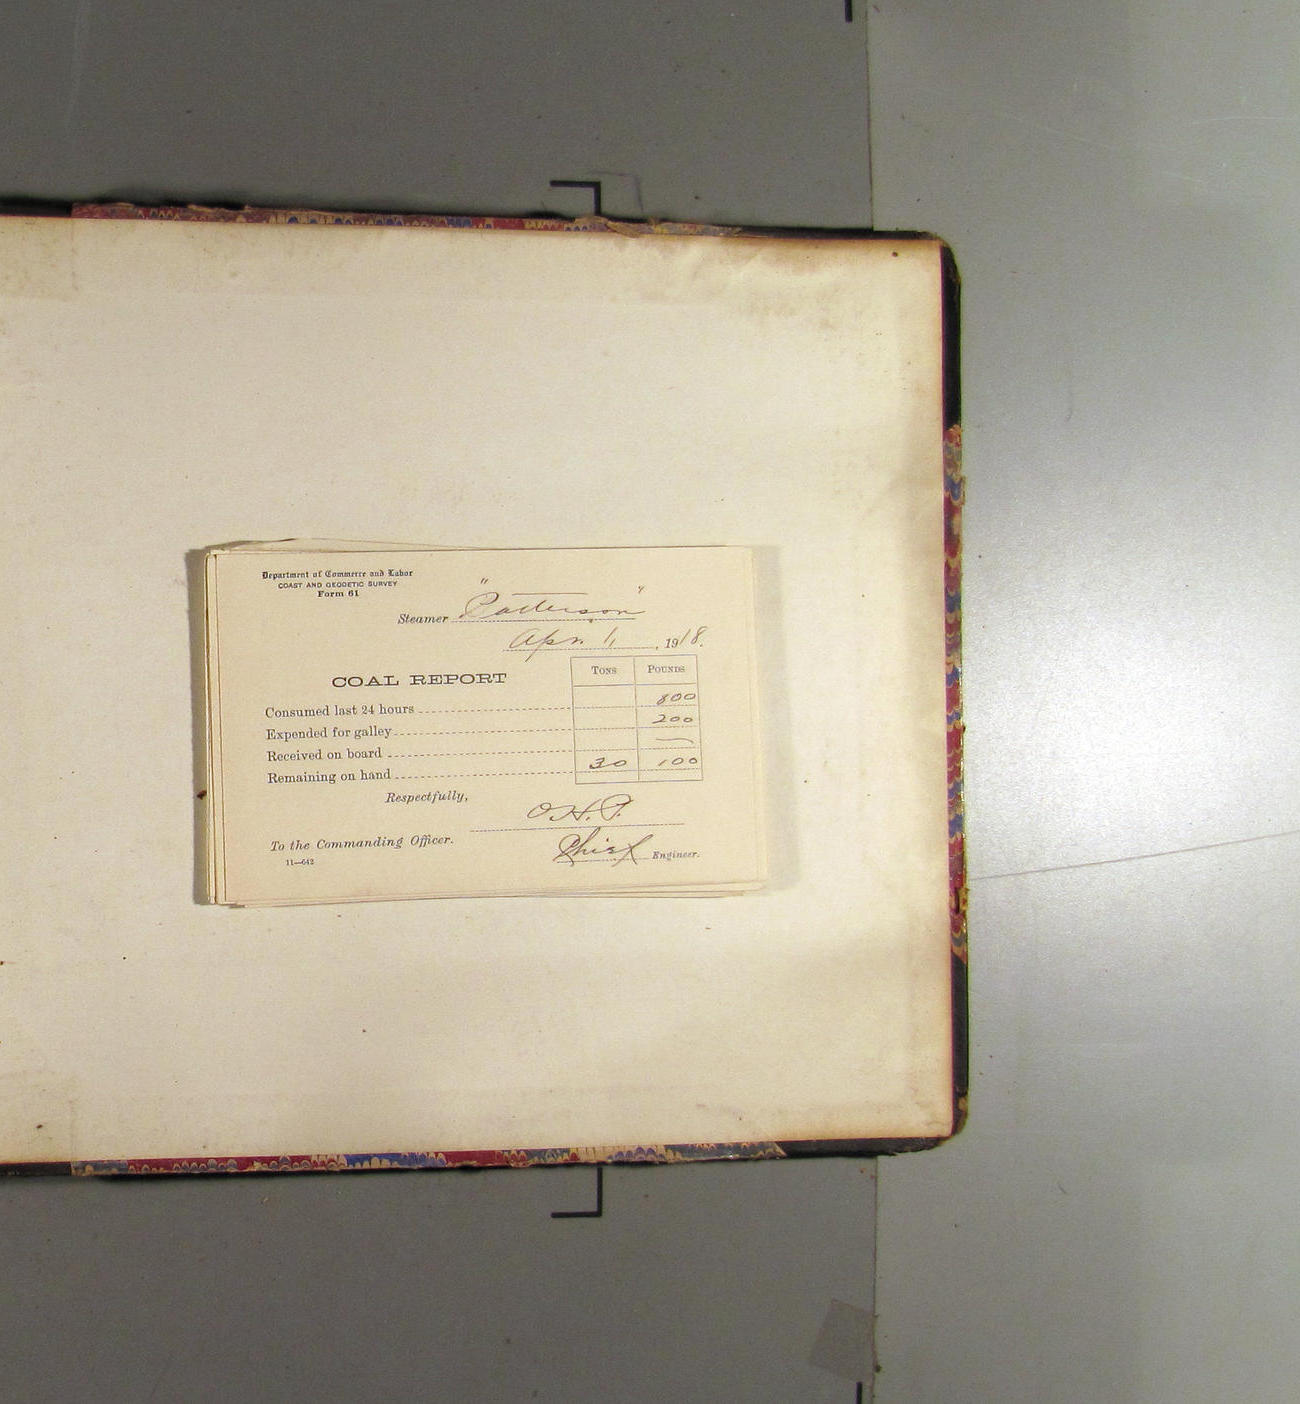 Department of Commerce and Labor
COAST AND GEODETIC SURVEY
Form 61
Steamer "Patterson"
Apr. 1, 1918.
COAL REPORT
TONS POUNDS
Consumed last 24 hours 800
Expended for galley 200
Received on board —
Remaining on hand 30 100
Respectfully,
O.H.P.
To the Commanding Officer.
Chief Engineer.
11—642